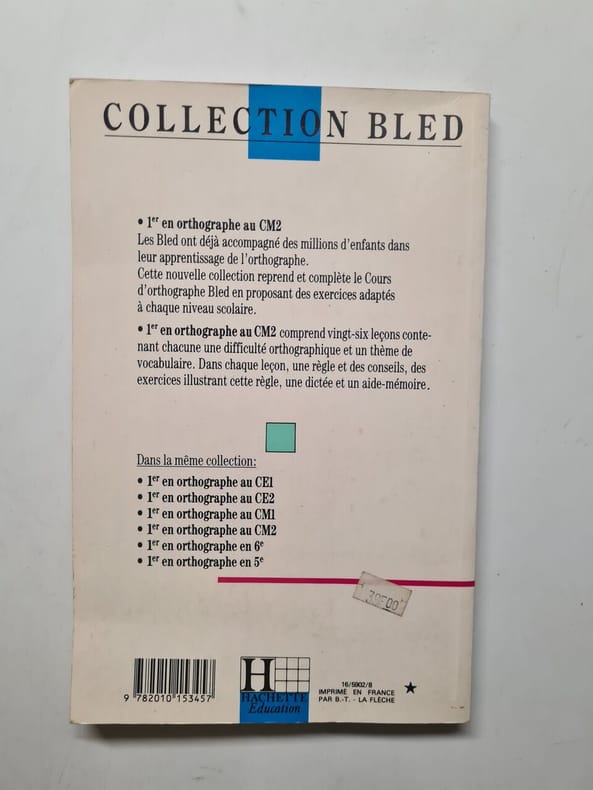 COLLECTION BLED
• 1er en orthographe au CM2
Les Bled ont déjà accompagné des millions d'enfants dans
leur apprentissage de l'orthographe.
Cette nouvelle collection reprend et complète le Cours
d'orthographe Bled en proposant des exercices adaptés
à chaque niveau scolaire.
• 1er en orthographe au CM2 comprend vingt-six leçons conte-
nant chacune une difficulté orthographique et un thème de
vocabulaire. Dans chaque leçon, une règle et des conseils, des
exercices illustrant cette règle, une dictée et un aide-mémoire.
Dans la même collection:
• 1er en orthographe au CE1
• 1er en orthographe au CE2
• 1er en orthographe au CM1
• 1er en orthographe au CM2
• 1er en orthographe en 6e
• 1er en orthographe en 5e
9 782010 153457
H
HACHETTE
Education
16/5902/8
IMPRIMÉ EN FRANCE
PAR B.-T. - LA FLÈCHE